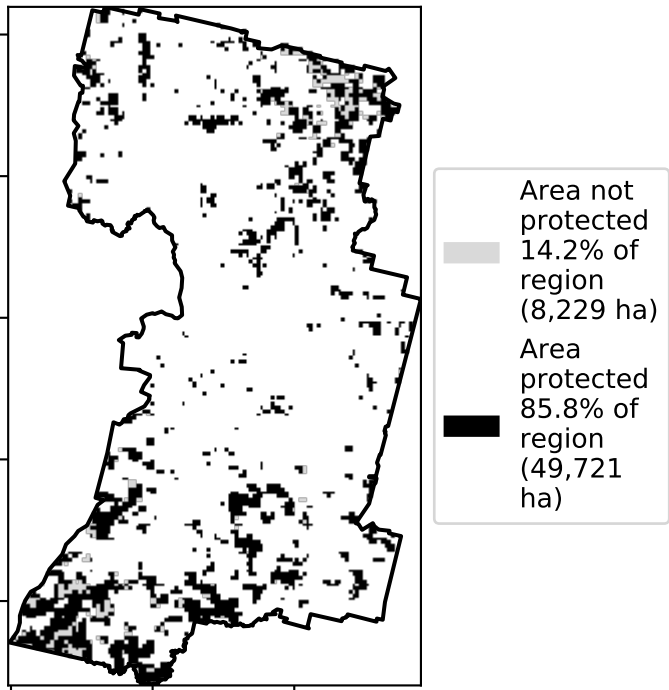 Area not
protected
14.2% of
region
(8,229 ha)
Area
protected
85.8% of
region
(49,721
ha)